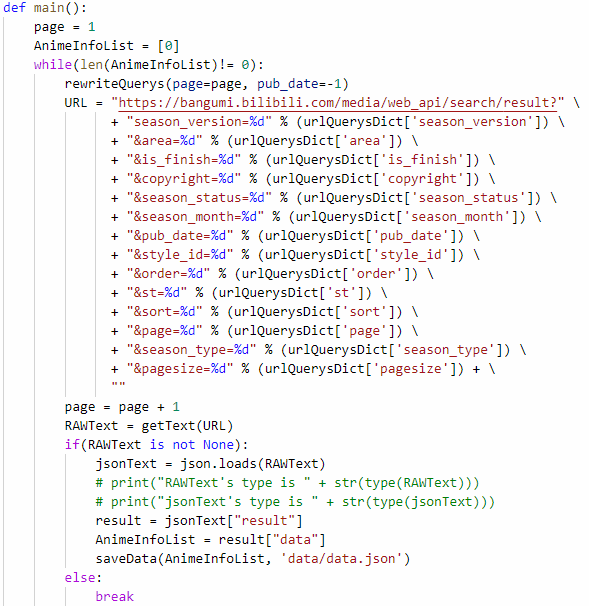 def main():
    page = 1
    AnimeInfoList = [0]
    while(len(AnimeInfoList)!= 0):
        rewriteQuerys(page=page, pub_date=-1)
        URL = "https://bangumi.bilibili.com/media/web_api/search/result?" \
              + "season_version=%d" % (urlQuerysDict['season_version']) \
              + "&area=%d" % (urlQuerysDict['area']) \
              + "&is_finish=%d" % (urlQuerysDict['is_finish']) \
              + "&copyright=%d" % (urlQuerysDict['copyright']) \
              + "&season_status=%d" % (urlQuerysDict['season_status']) \
              + "&season_month=%d" % (urlQuerysDict['season_month']) \
              + "&pub_date=%d" % (urlQuerysDict['pub_date']) \
              + "&style_id=%d" % (urlQuerysDict['style_id']) \
              + "&order=%d" % (urlQuerysDict['order']) \
              + "&st=%d" % (urlQuerysDict['st']) \
              + "&sort=%d" % (urlQuerysDict['sort']) \
              + "&page=%d" % (urlQuerysDict['page']) \
              + "&season_type=%d" % (urlQuerysDict['season_type']) \
              + "&pagesize=%d" % (urlQuerysDict['pagesize']) + \
              ""
        page = page + 1
        RAWText = getText(URL)
        if(RAWText is not None):
            jsonText = json.loads(RAWText)
            # print("RAWText's type is " + str(type(RAWText)))
            # print("jsonText's type is " + str(type(jsonText)))
            result = jsonText["result"]
            AnimeInfoList = result["data"]
            saveData(AnimeInfoList, 'data/data.json')
        else:
            break